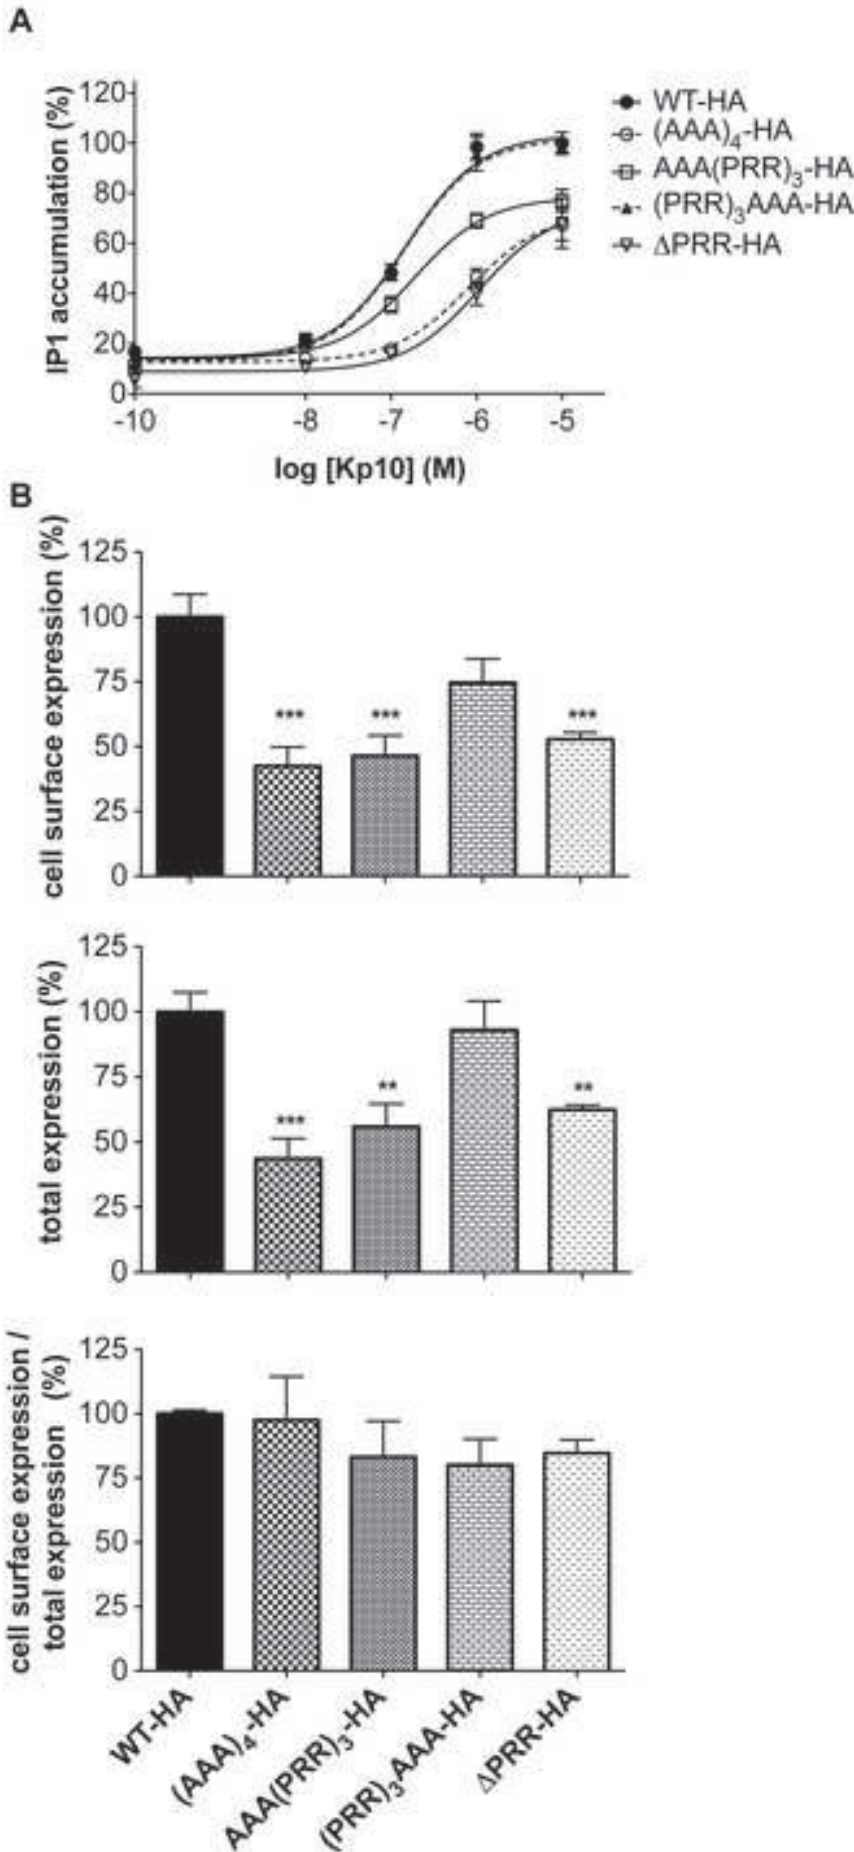 A
IP1 accumulation (%)
120
100
80
60
40
20
0
-10
-8
-7
-6
-5
log [Kp10] (M)
WT-HA
(AAA)4-HA
AAA(PRR)3-HA
(PRR)3AAA-HA
ΔPRR-HA
B
cell surface expression (%)
125
100
75
50
25
0
***
***
***
total expression (%)
125
100
75
50
25
0
***
**
**
cell surface expression /
total expression (%)
125
100
75
50
25
0
WT-HA
(AAA)4-HA
AAA(PRR)3-HA
(PRR)3AAA-HA
ΔPRR-HA